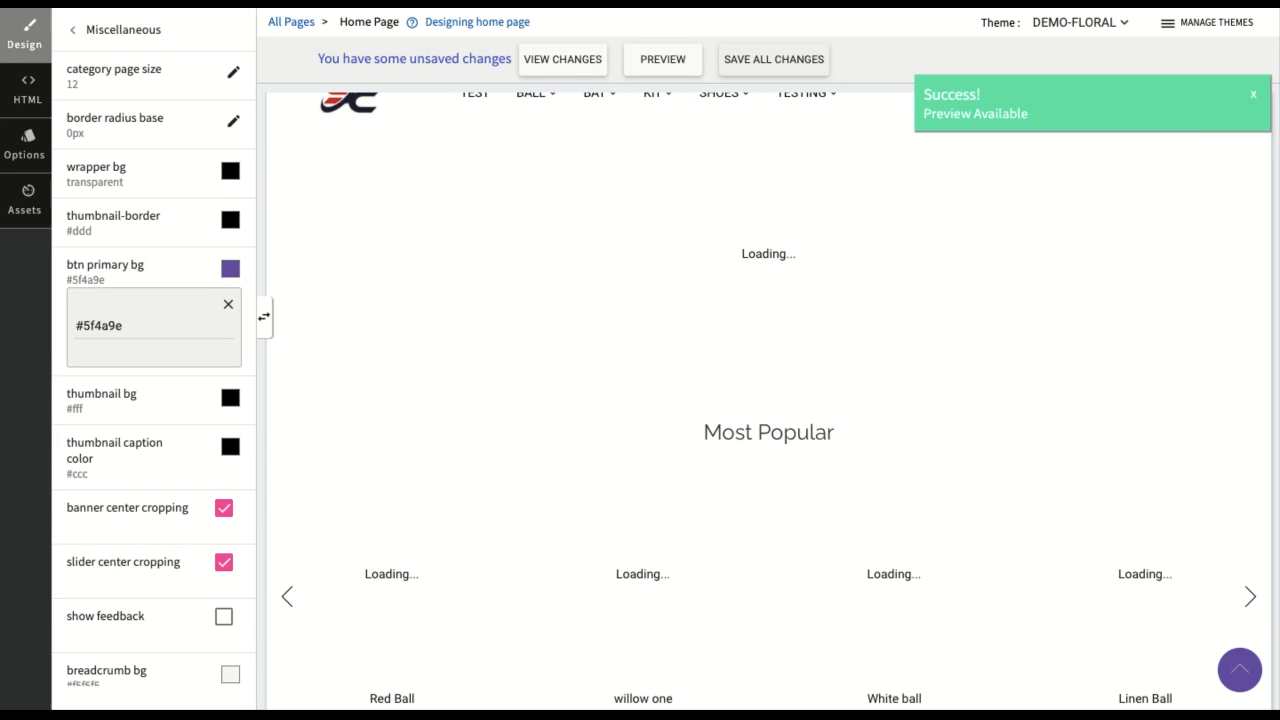 Design
HTML
Options
Assets
Miscellaneous
category page size
12
border radius base
0px
wrapper bg
transparent
thumbnail-border
#ddd
btn primary bg
#5f4a9e
#5f4a9e
thumbnail bg
#fff
thumbnail caption
color
#ccc
banner center cropping
slider center cropping
show feedback
breadcrumb bg
#f5f5f5
All Pages > Home Page Designing home page
Theme : DEMO-FLORAL MANAGE THEMES
You have some unsaved changes VIEW CHANGES PREVIEW SAVE ALL CHANGES
Success! x
Preview Available
TEST BALL BAT KIT SHOES TESTING
Loading...
Most Popular
Loading... Loading... Loading... Loading...
Red Ball willow one White ball Linen Ball